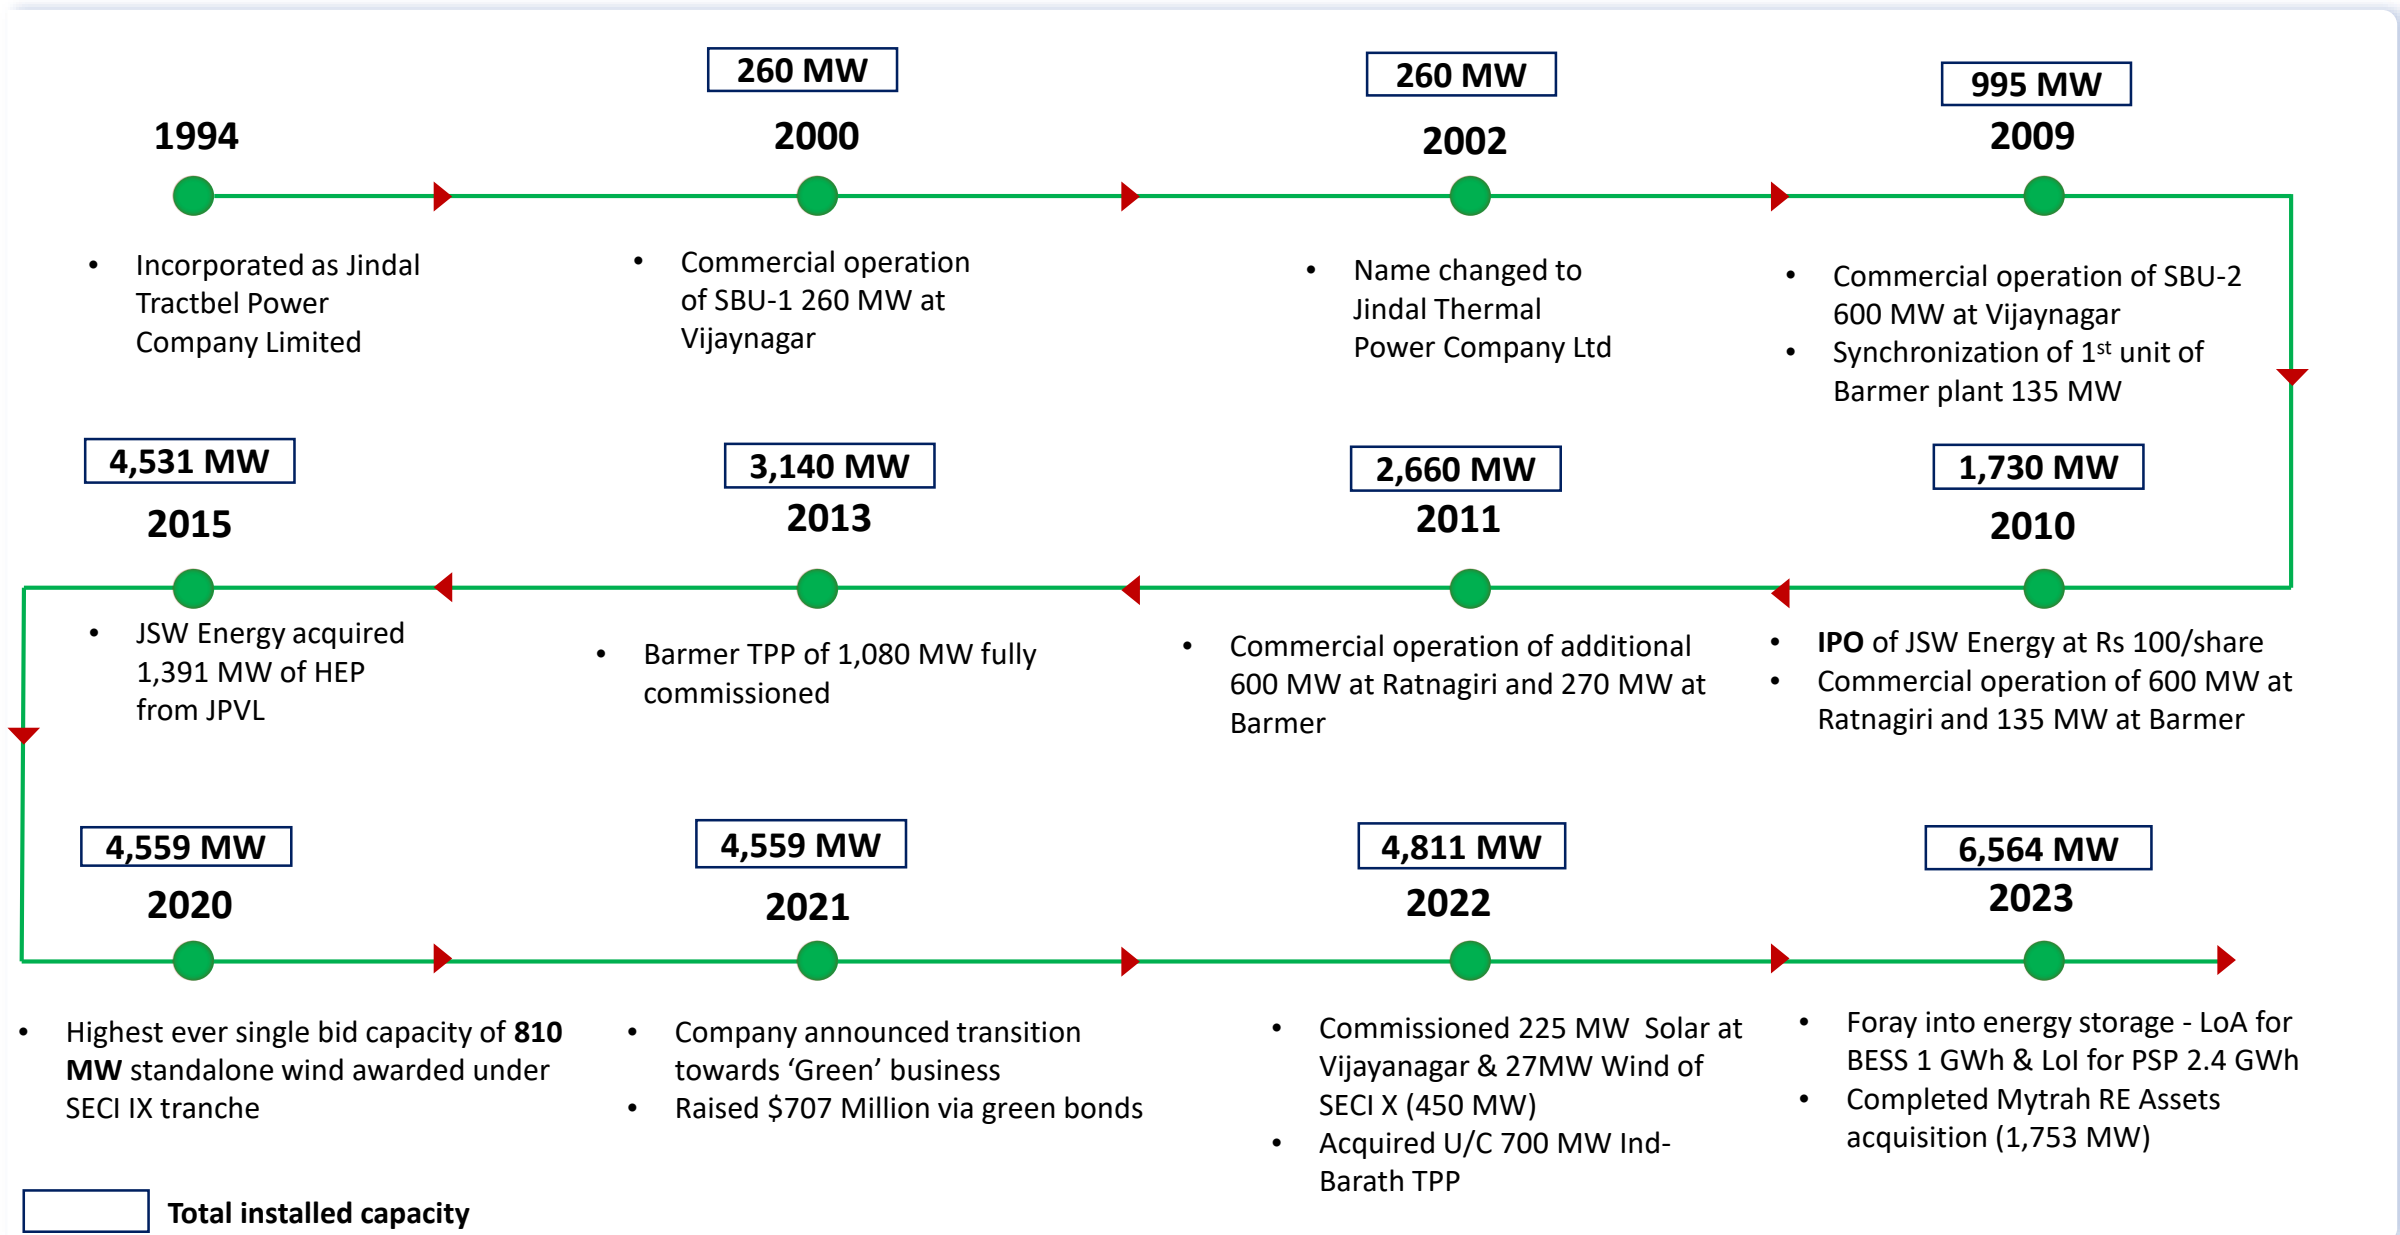 260 MW
260 MW
995 MW
1994
2000
2002
2009
• Incorporated as Jindal
Tractbel Power
Company Limited
• Commercial operation
of SBU-1 260 MW at
Vijaynagar
• Name changed to
Jindal Thermal
Power Company Ltd
• Commercial operation of SBU-2
600 MW at Vijaynagar
• Synchronization of 1st unit of
Barmer plant 135 MW
1,730 MW
2010
• IPO of JSW Energy at Rs 100/share
• Commercial operation of 600 MW at
Ratnagiri and 135 MW at Barmer
2,660 MW
2011
• Commercial operation of additional
600 MW at Ratnagiri and 270 MW at
Barmer
3,140 MW
2013
• Barmer TPP of 1,080 MW fully
commissioned
4,531 MW
2015
• JSW Energy acquired
1,391 MW of HEP
from JPVL
4,559 MW
2020
• Highest ever single bid capacity of 810
MW standalone wind awarded under
SECI IX tranche
4,559 MW
2021
• Company announced transition
towards ‘Green’ business
• Raised $707 Million via green bonds
4,811 MW
2022
• Commissioned 225 MW Solar at
Vijayanagar & 27MW Wind of
SECI X (450 MW)
• Acquired U/C 700 MW Ind-
Barath TPP
6,564 MW
2023
• Foray into energy storage - LoA for
BESS 1 GWh & LoI for PSP 2.4 GWh
• Completed Mytrah RE Assets
acquisition (1,753 MW)
Total installed capacity